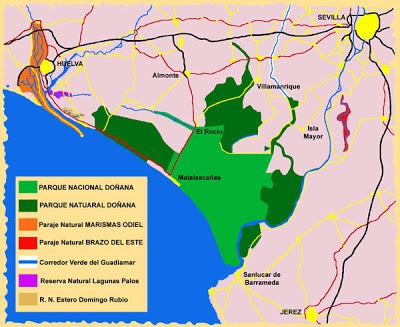 SEVILLA
HUELVA
Almonte
Villamanrique
El Rocío
Isla
Mayor
Matalascañas
PARQUE NACIONAL DOÑANA
PARQUE NATUARAL DOÑANA
Paraje Natural MARISMAS ODIEL
Paraje Natural BRAZO DEL ESTE
Corredor Verde del Guadiamar
Reserva Natural Lagunas Palos
R. N. Estero Domingo Rubio
Sanlucar de
Barrameda
JEREZ